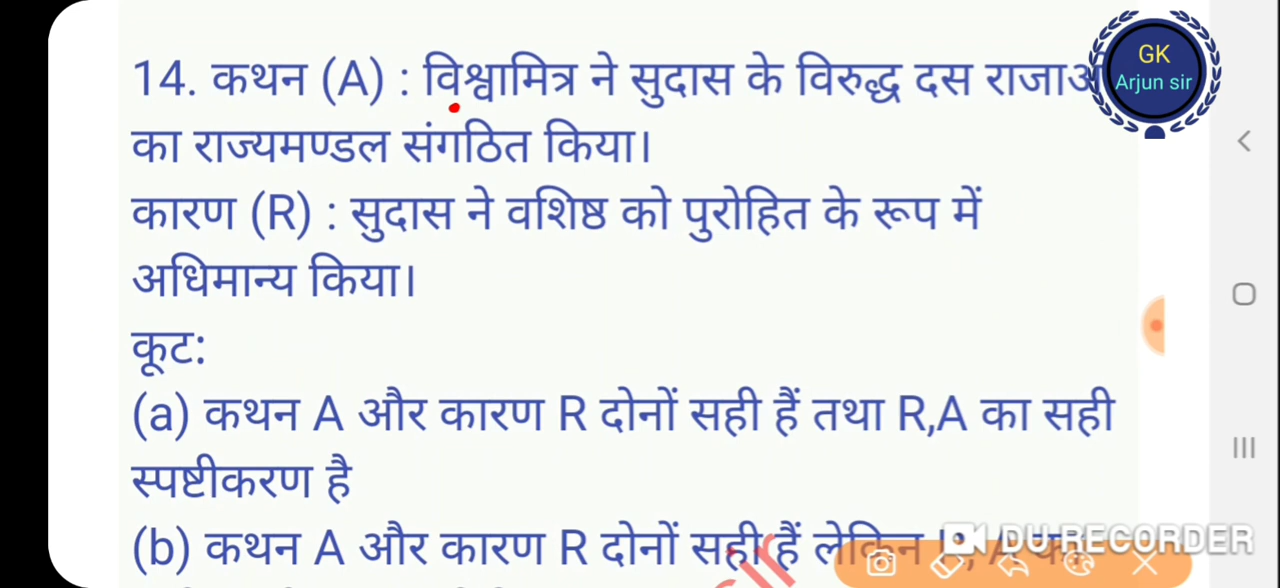 14. कथन (A) : विश्वामित्र ने सुदास के विरुद्ध दस
GK
Arjun sir
का राज्यमण्डल संगठित किया।
कारण (R) : सुदास ने वशिष्ठ को पुरोहित के रूप में
अधिमान्य किया।
कूट:
(a) कथन A और कारण R दोनों सही हैं तथा R,A का सही
स्पष्टीकरण है
(b) कथन A और कारण R दोनों सही हैं लेकिन
DU RECORDER
sir